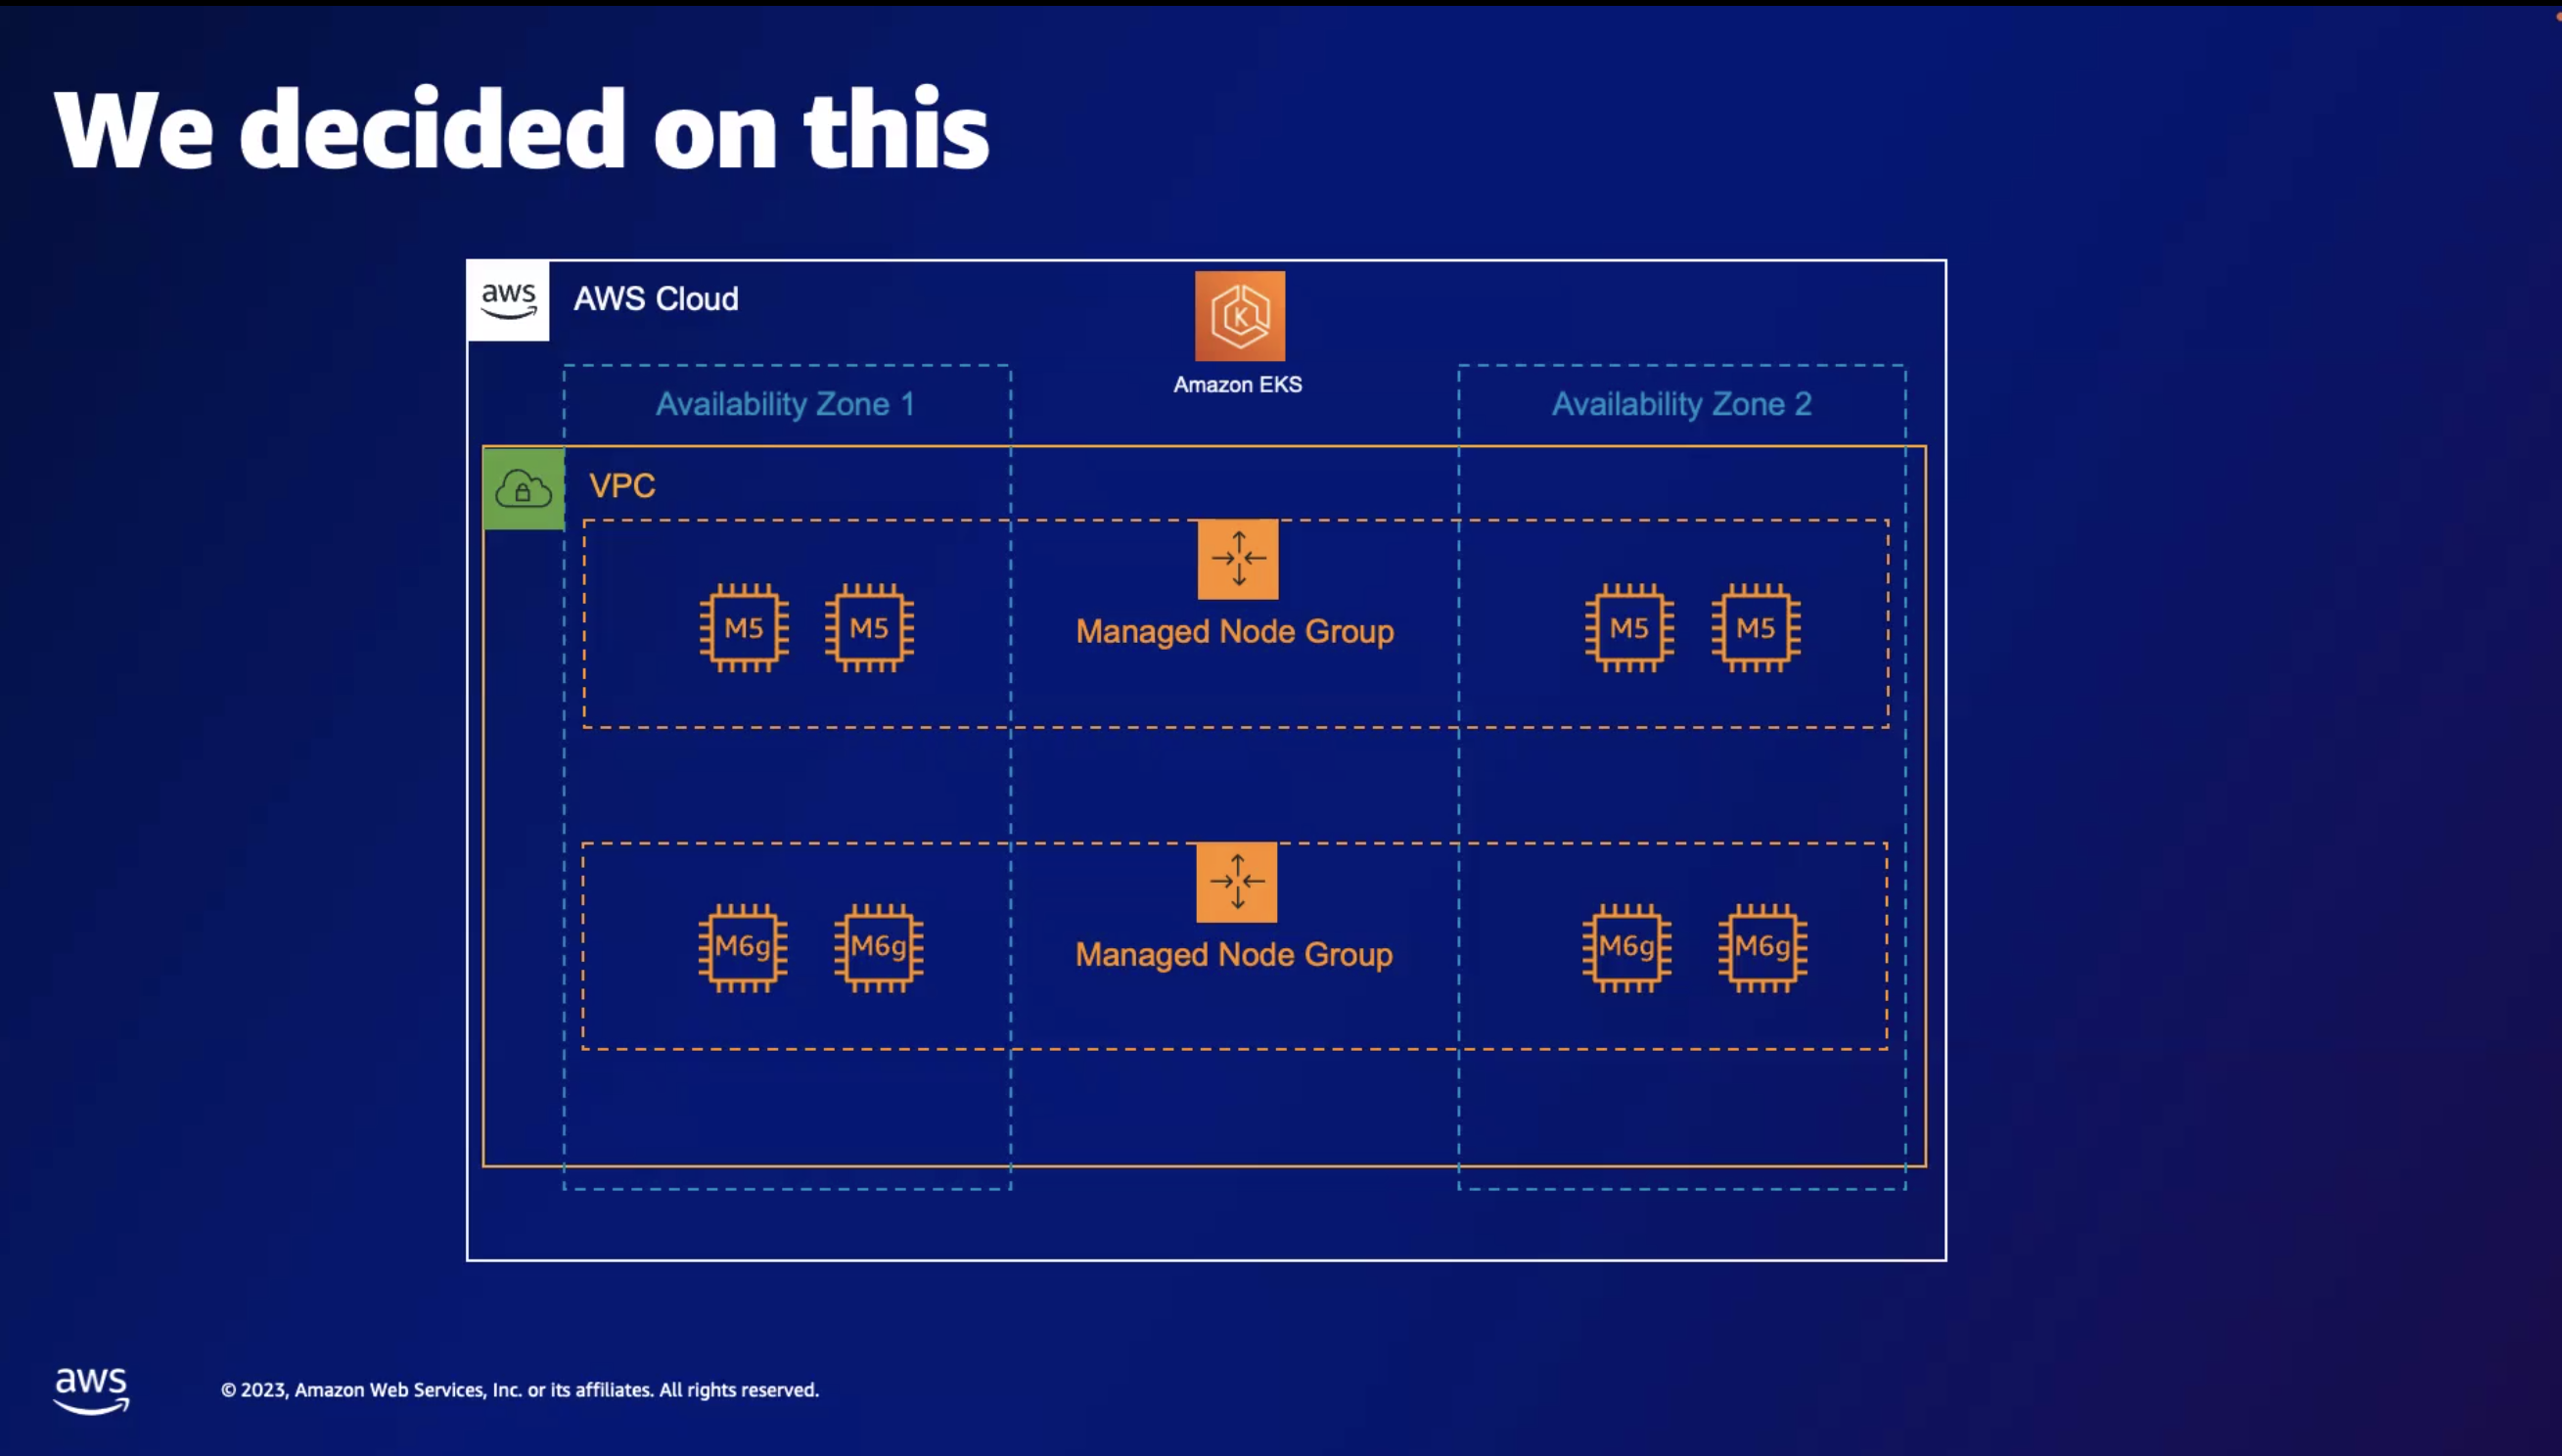 We decided on this
aws
AWS Cloud
K
Amazon EKS
Availability Zone 1
Availability Zone 2
VPC
M5
M5
Managed Node Group
M5
M5
M6g
M6g
Managed Node Group
M6g
M6g
aws
© 2023, Amazon Web Services, Inc. or its affiliates. All rights reserved.